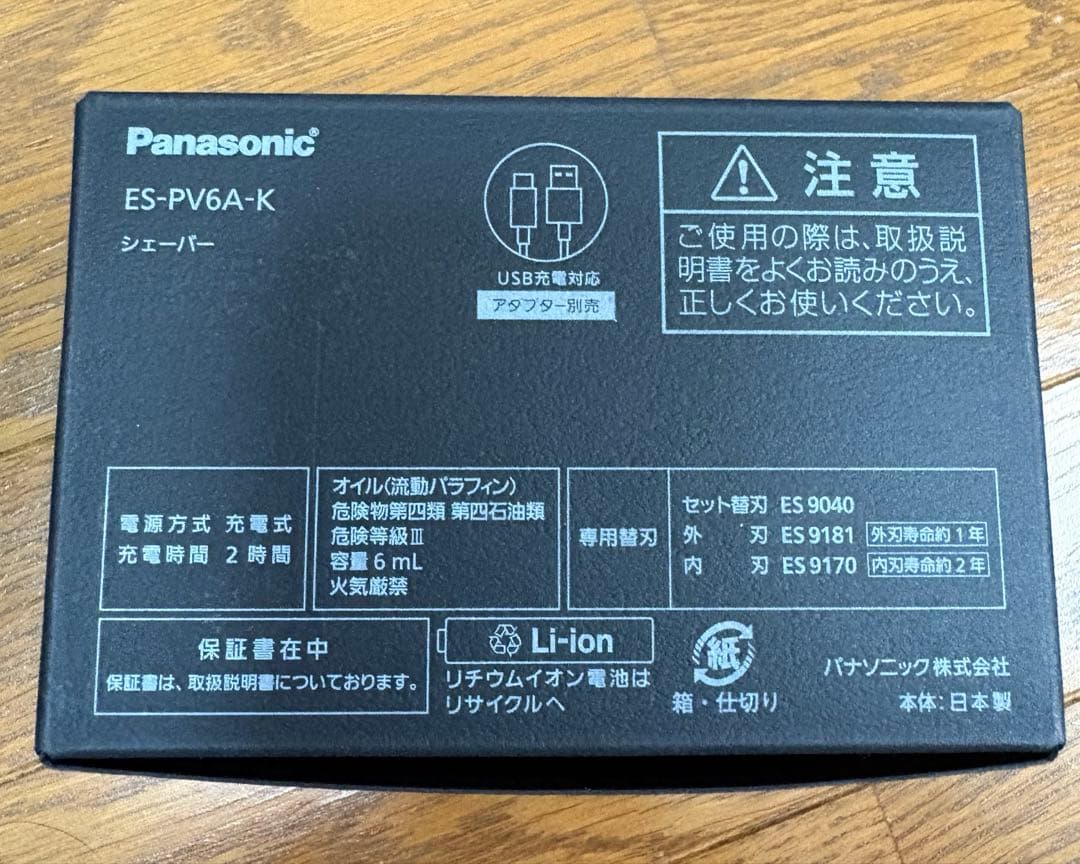 Panasonic®
ES-PV6A-K
シェーバー
USB充電対応
アダプター別売
注意
ご使用の際は、取扱説
明書をよくお読みのうえ、
正しくお使いください。
電源方式 充電式
充電時間 2時間
オイル(流動パラフィン)
危険物第四類 第四石油類
危険等級Ⅲ
容量 6 mL
火気厳禁
専用替刃
セット替刃 ES 9040
外 刃 ES 9181 外刃寿命約1年
内 刃 ES 9170 内刃寿命約2年
保証書在中
保証書は、取扱説明書についております。
Li-ion
リチウムイオン電池は
リサイクルへ
紙
箱・仕切り
パナソニック株式会社
本体:日本製